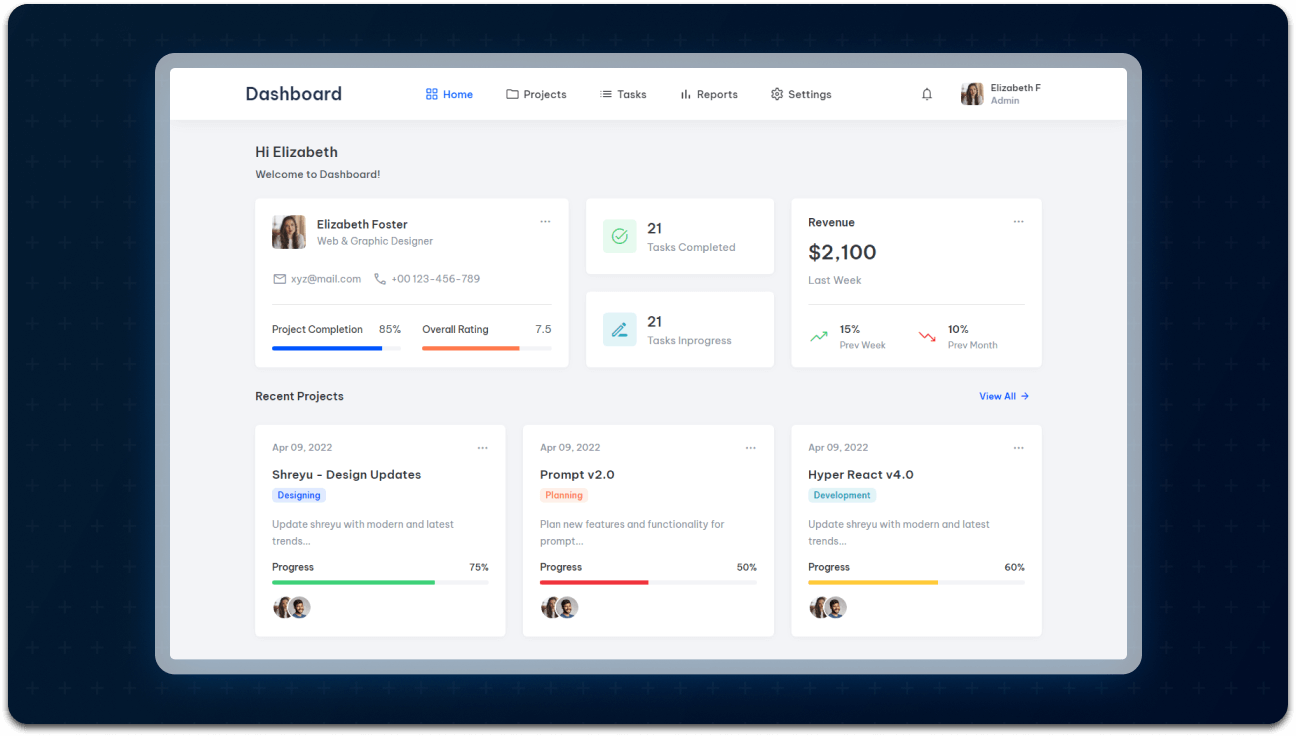 Dashboard
Home
Projects
Tasks
Reports
Settings
Elizabeth F
Admin
Hi Elizabeth
Welcome to Dashboard!
Elizabeth Foster
Web & Graphic Designer
xyz@mail.com
+00 123-456-789
Project Completion 85%
Overall Rating 7.5
21
Tasks Completed
21
Tasks Inprogress
Revenue
$2,100
Last Week
15%
Prev Week
10%
Prev Month
Recent Projects
View All
Apr 09, 2022
Shreyu - Design Updates
Designing
Update shreyu with modern and latest
trends...
Progress 75%
Apr 09, 2022
Prompt v2.0
Planning
Plan new features and functionality for
prompt...
Progress 50%
Apr 09, 2022
Hyper React v4.0
Development
Update shreyu with modern and latest
trends...
Progress 60%